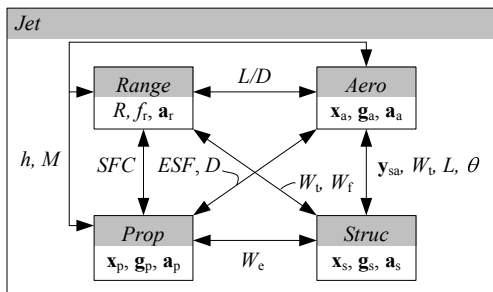 Jet
Range
R, fr, ar
L/D
Aero
xa, ga, aa
h, M
SFC
ESF, D
Wt, Wf
ysa, Wt, L, θ
Prop
xp, gp, ap
We
Struc
xs, gs, as